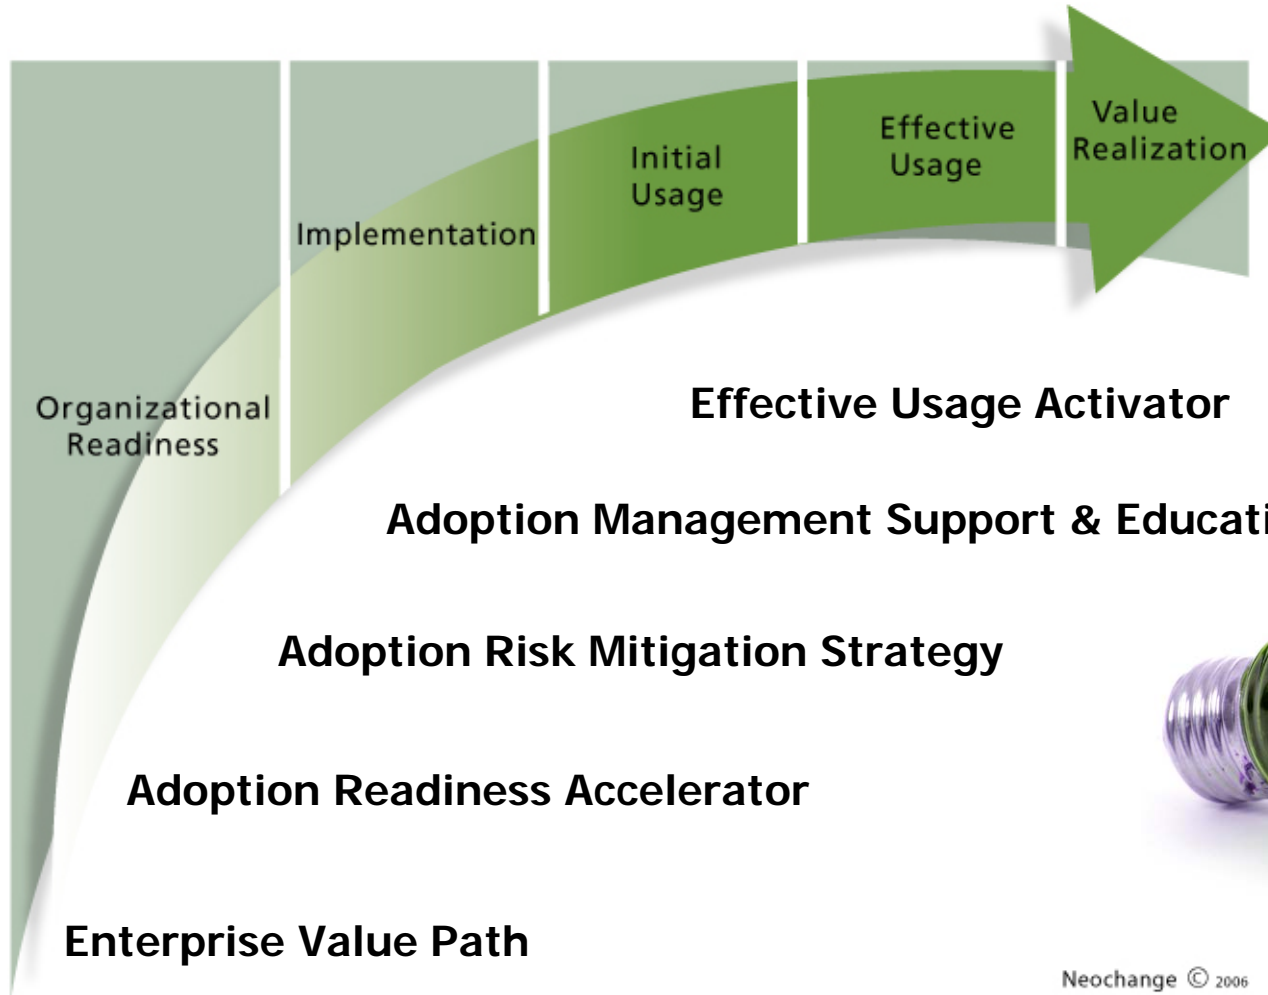 Value
Realization
Effective
Usage
Initial
Usage
Implementation
Organizational
Readiness
Effective Usage Activator
Adoption Management Support & Educati
Adoption Risk Mitigation Strategy
Adoption Readiness Accelerator
Enterprise Value Path
Neochange © 2006